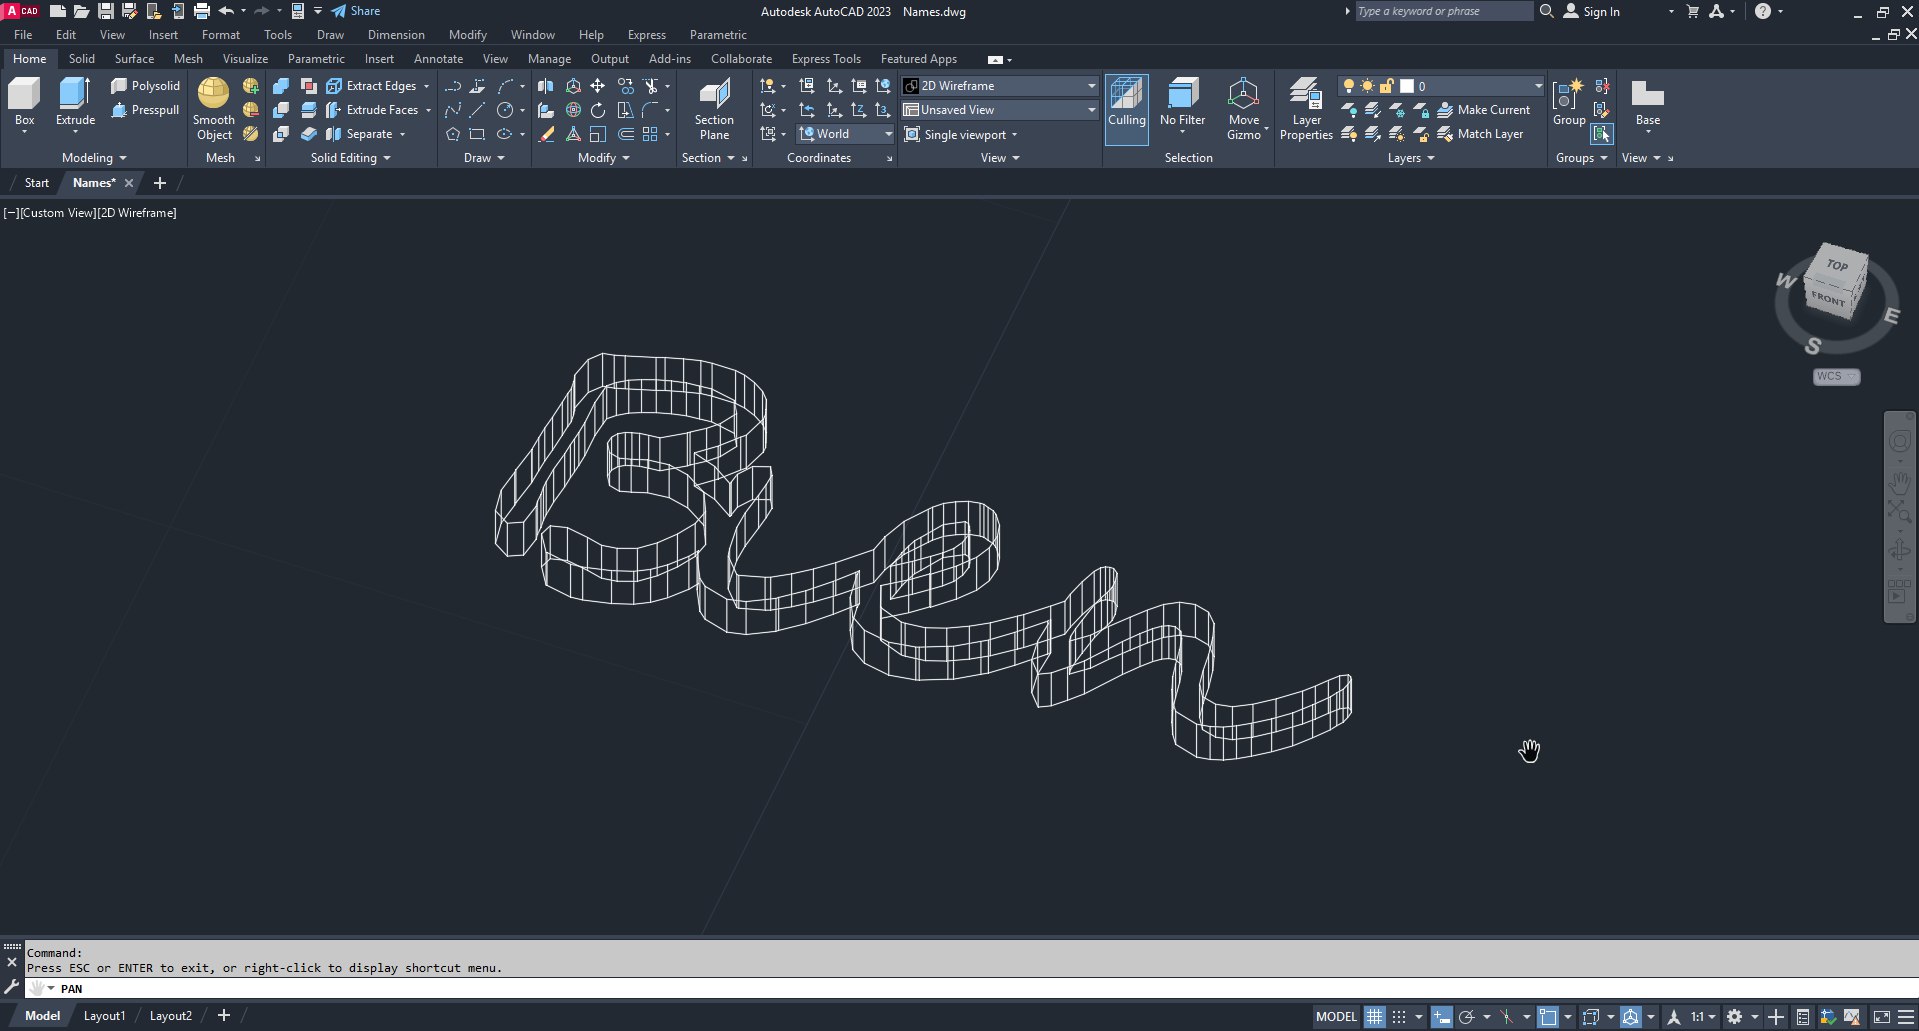 A CAD Share Autodesk AutoCAD 2023 Names.dwg Type a keyword or phrase Sign In
File Edit View Insert Format Tools Draw Dimension Modify Window Help Express Parametric
Home Solid Surface Mesh Visualize Parametric Insert Annotate View Manage Output Add-ins Collaborate Express Tools Featured Apps
Polysolid Extract Edges 2D Wireframe 0
Presspull Extrude Faces Unsaved View Make Current
Box Extrude Smooth Object Separate Section Plane World Single viewport Culling No Filter Move Gizmo Layer Properties Match Layer Group Base
Modeling Mesh Solid Editing Draw Modify Section Coordinates View Selection Layers Groups View
Start Names*
[−][Custom View][2D Wireframe]
TOP
FRONT
W
E
S
WCS
Ben
Command:
Press ESC or ENTER to exit, or right-click to display shortcut menu.
PAN
Model Layout1 Layout2 MODEL 1:1